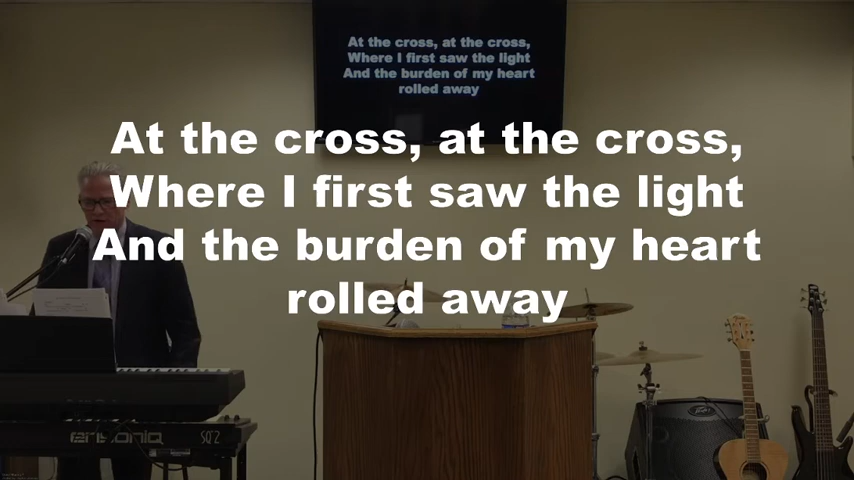 At the cross, at the cross,
Where I first saw the light
And the burden of my heart
rolled away
At the cross, at the cross,
Where I first saw the light
And the burden of my heart
rolled away
ensoniq
SQ2
PEAVEY